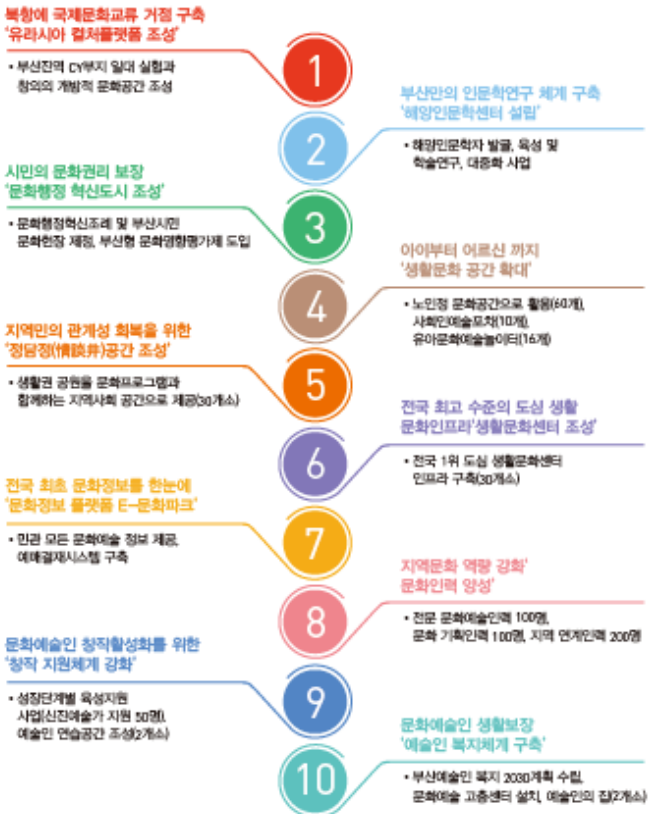 북항에 국제문화교류 거점 구축
'유라시아 컬처플랫폼 조성'
• 부산진역 CY부지 일대 실험과
창의의 개방적 문화공간 조성
1
부산만의 인문학연구 체계 구축
'해양인문학센터 설립'
• 해양인문학자 발굴, 육성 및
학술연구, 대중화 사업
2
시민의 문화권리 보장
'문화행정 혁신도시 조성'
• 문화행정혁신조례 및 부산시민
문화헌장 제정, 부산형 문화영향평가제 도입
3
아이부터 어르신 까지
'생활문화 공간 확대'
• 노인정 문화공간으로 활용(60개),
사회인예술포차(10개),
유아문화예술놀이터(16개)
4
지역민의 관계성 회복을 위한
'정담정(情談井)공간 조성'
• 생활권 공원을 문화프로그램과
함께하는 지역사회 공간으로 제공(30개소)
5
전국 최고 수준의 도심 생활
문화인프라'생활문화센터 조성'
• 전국 1위 도심 생활문화센터
인프라 구축(30개소)
6
전국 최초 문화정보를 한눈에
'문화정보 플랫폼 E-문화파크'
• 민관 모든 문화예술 정보 제공,
예매결재시스템 구축
7
지역문화 역량 강화'
문화인력 양성'
• 전문 문화예술인력 100명,
문화 기획인력 100명, 지역 연계인력 200명
8
문화예술인 창작활성화를 위한
'창작 지원체계 강화'
• 성장단계별 육성지원
사업(신진예술가 지원 50명),
예술인 연습공간 조성(2개소)
9
문화예술인 생활보장
'예술인 복지체계 구축'
• 부산예술인 복지 2030계획 수립,
문화예술 고충센터 설치, 예술인의 집(2개소)
10